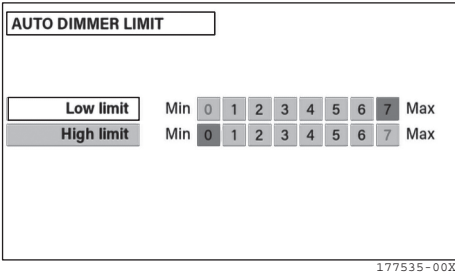 AUTO DIMMER LIMIT
Low limit Min 0 1 2 3 4 5 6 7 Max
High limit Min 0 1 2 3 4 5 6 7 Max
177535-00X